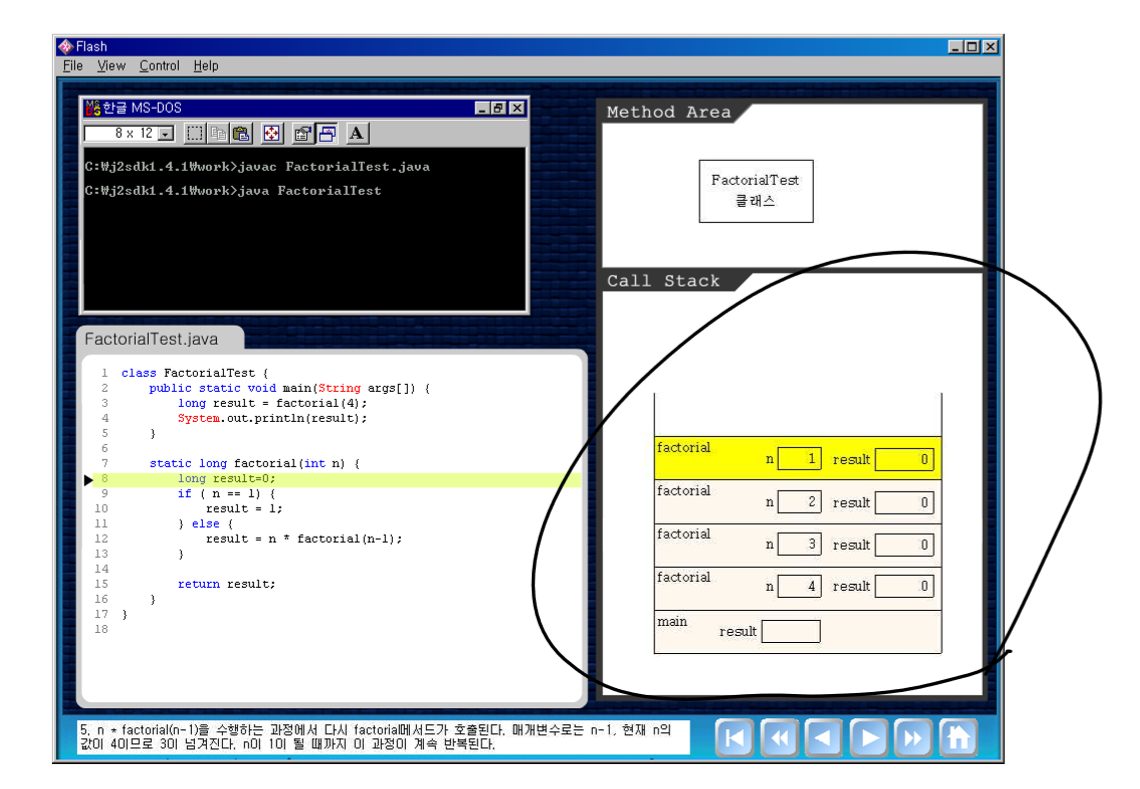 Flash
File View Control Help
한글 MS-DOS
8 x 12
A
C:₩j2sdk1.4.1₩work>javac FactorialTest.java
C:₩j2sdk1.4.1₩work>java FactorialTest
FactorialTest.java
1 class FactorialTest {
2 public static void main(String args[]) {
3 long result = factorial(4);
4 System.out.println(result);
5 }
6
7 static long factorial(int n) {
8 long result=0;
9 if ( n == 1) {
10 result = 1;
11 } else {
12 result = n * factorial(n-1);
13 }
14
15 return result;
16 }
17 }
18
Method Area
FactorialTest
클래스
Call Stack
factorial n 1 result 0
factorial n 2 result 0
factorial n 3 result 0
factorial n 4 result 0
main result
5. n * factorial(n-1)을 수행하는 과정에서 다시 factorial메서드가 호출된다. 매개변수로는 n-1, 현재 n의
값이 4이므로 3이 넘겨진다. n이 1이 될 때까지 이 과정이 계속 반복된다.